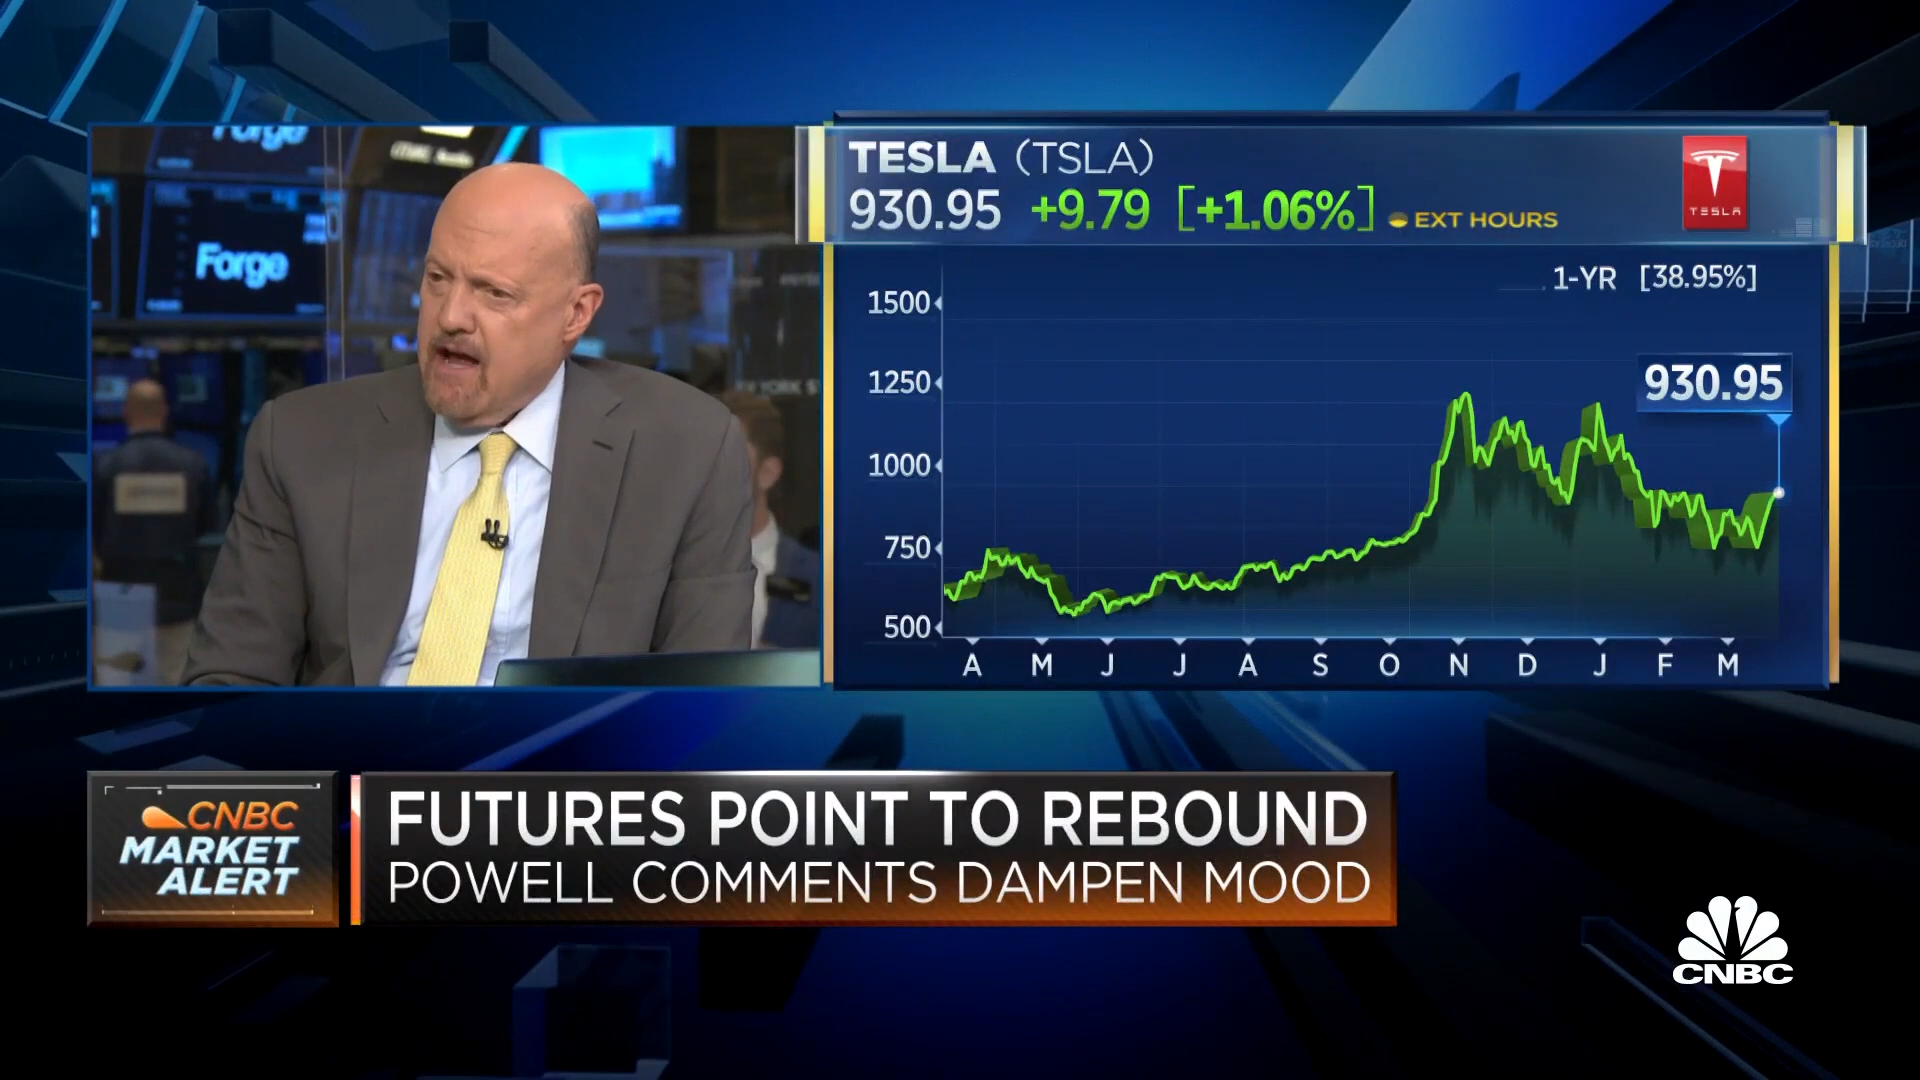 Forge
Forge
TESLA (TSLA)
930.95 +9.79 [+1.06%] EXT HOURS
TESLA
1-YR [38.95%]
1500
1250
1000
750
500
930.95
A M J J A S O N D J F M
CNBC
MARKET
ALERT
FUTURES POINT TO REBOUND
POWELL COMMENTS DAMPEN MOOD
CNBC